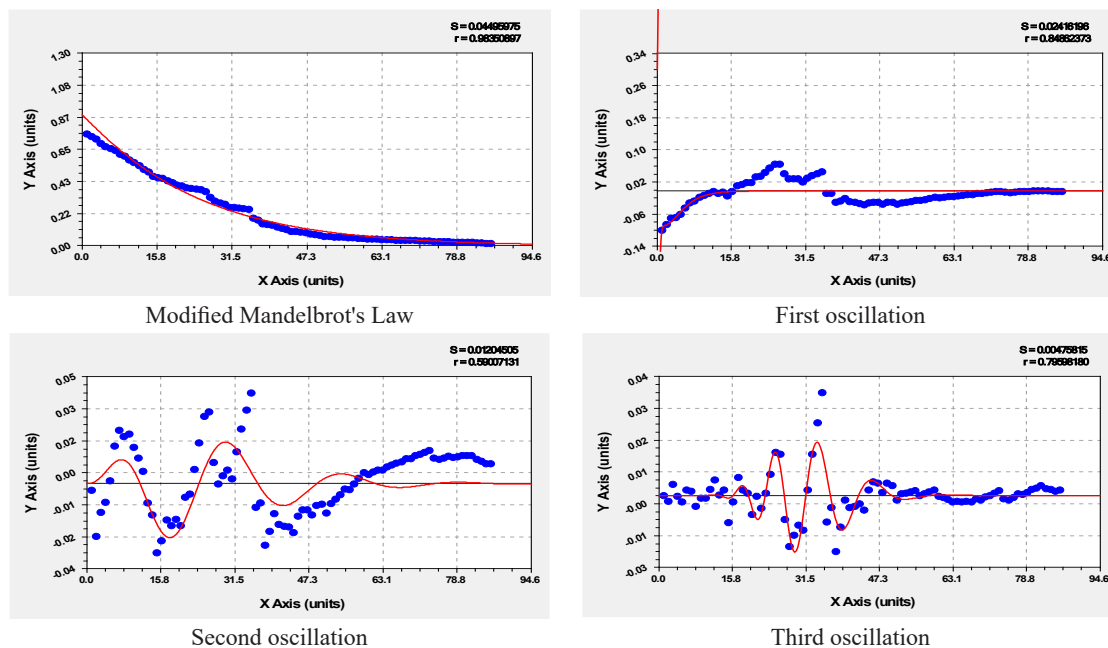 S = 0.04495975
r = 0.98350897
Y Axis (units)
1.30
1.08
0.87
0.65
0.43
0.22
0.00
0.0 15.8 31.5 47.3 63.1 78.8 94.6
X Axis (units)
Modified Mandelbrot's Law
S = 0.02416196
r = 0.84862373
Y Axis (units)
0.34
0.26
0.18
0.10
0.02
-0.06
-0.14
0.0 15.8 31.5 47.3 63.1 78.8 94.6
X Axis (units)
First oscillation
S = 0.01204505
r = 0.59007131
Y Axis (units)
0.05
0.03
0.02
0.00
-0.01
-0.02
-0.04
0.0 15.8 31.5 47.3 63.1 78.8 94.6
X Axis (units)
Second oscillation
S = 0.00475815
r = 0.79598180
Y Axis (units)
0.04
0.03
0.02
0.01
-0.00
-0.01
-0.03
0.0 15.8 31.5 47.3 63.1 78.8 94.6
X Axis (units)
Third oscillation